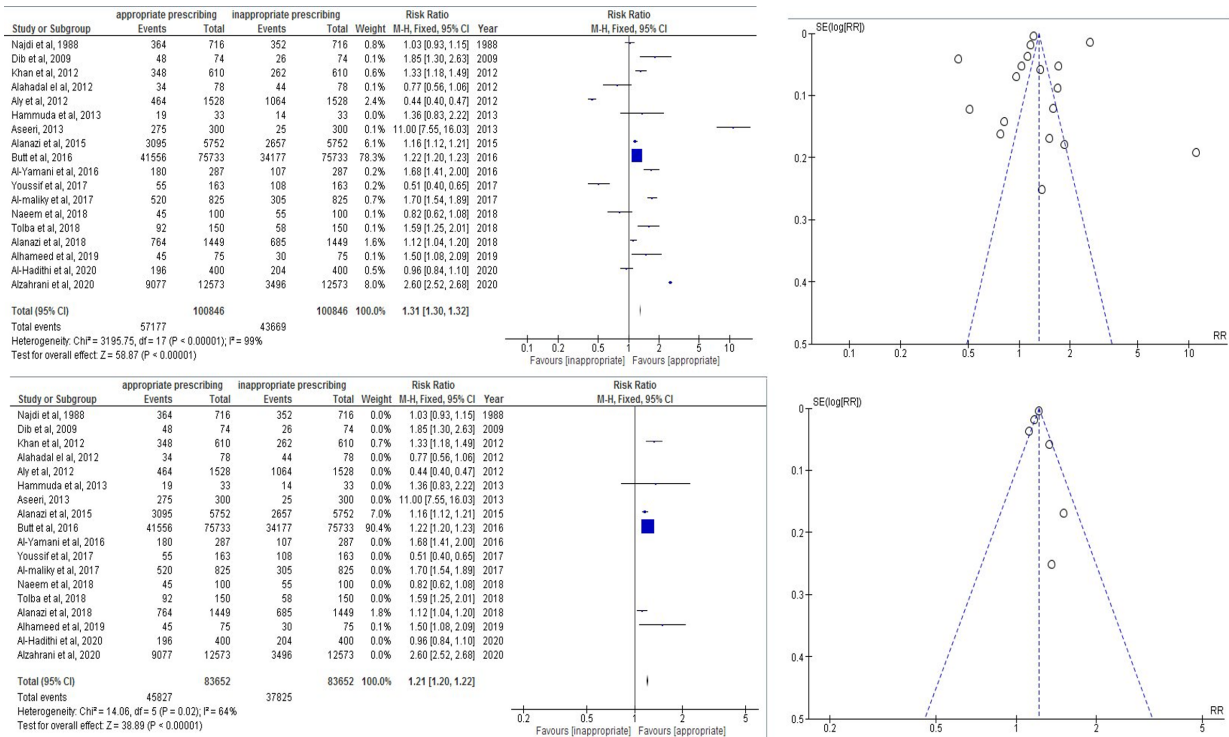 appropriate prescribing inappropriate prescribing Risk Ratio Risk Ratio
Study or Subgroup Events Total Events Total Weight M-H, Fixed, 95% CI Year M-H, Fixed, 95% CI
Najdi et al, 1988 364 716 352 716 0.8% 1.03 [0.93, 1.15] 1988
Dib et al, 2009 48 74 26 74 0.1% 1.85 [1.30, 2.63] 2009
Khan et al, 2012 348 610 262 610 0.6% 1.33 [1.18, 1.49] 2012
Alahadal el al, 2012 34 78 44 78 0.1% 0.77 [0.56, 1.06] 2012
Aly et al, 2012 464 1528 1064 1528 2.4% 0.44 [0.40, 0.47] 2012
Hammuda et al, 2013 19 33 14 33 0.0% 1.36 [0.83, 2.22] 2013
Aseeri, 2013 275 300 25 300 0.1% 11.00 [7.55, 16.03] 2013
Alanazi et al, 2015 3095 5752 2657 5752 6.1% 1.16 [1.12, 1.21] 2015
Butt et al, 2016 41556 75733 34177 75733 78.3% 1.22 [1.20, 1.23] 2016
Al-Yamani et al, 2016 180 287 107 287 0.2% 1.68 [1.41, 2.00] 2016
Youssif et al, 2017 55 163 108 163 0.2% 0.51 [0.40, 0.65] 2017
Al-maliky et al, 2017 520 825 305 825 0.7% 1.70 [1.54, 1.89] 2017
Naeem et al, 2018 45 100 55 100 0.1% 0.82 [0.62, 1.08] 2018
Tolba et al, 2018 92 150 58 150 0.1% 1.59 [1.25, 2.01] 2018
Alanazi et al, 2018 764 1449 685 1449 1.6% 1.12 [1.04, 1.20] 2018
Alhameed et al, 2019 45 75 30 75 0.1% 1.50 [1.08, 2.09] 2019
Al-Hadithi et al, 2020 196 400 204 400 0.5% 0.96 [0.84, 1.10] 2020
Alzahrani et al, 2020 9077 12573 3496 12573 8.0% 2.60 [2.52, 2.68] 2020
Total (95% CI) 100846 100846 100.0% 1.31 [1.30, 1.32]
Total events 57177 43669
Heterogeneity: Chi² = 3195.75, df = 17 (P < 0.00001); I² = 99%
Test for overall effect: Z = 58.87 (P < 0.00001)
0.1 0.2 0.5 1 2 5 10
Favours [inappropriate] Favours [appropriate]
SE(log[RR])
0
0.1
0.2
0.3
0.4
0.5
0.1 0.2 0.5 1 2 5 10
RR
appropriate prescribing inappropriate prescribing Risk Ratio Risk Ratio
Study or Subgroup Events Total Events Total Weight M-H, Fixed, 95% CI Year M-H, Fixed, 95% CI
Najdi et al, 1988 364 716 352 716 0.0% 1.03 [0.93, 1.15] 1988
Dib et al, 2009 48 74 26 74 0.0% 1.85 [1.30, 2.63] 2009
Khan et al, 2012 348 610 262 610 0.7% 1.33 [1.18, 1.49] 2012
Alahadal el al, 2012 34 78 44 78 0.0% 0.77 [0.56, 1.06] 2012
Aly et al, 2012 464 1528 1064 1528 0.0% 0.44 [0.40, 0.47] 2012
Hammuda et al, 2013 19 33 14 33 0.0% 1.36 [0.83, 2.22] 2013
Aseeri, 2013 275 300 25 300 0.0% 11.00 [7.55, 16.03] 2013
Alanazi et al, 2015 3095 5752 2657 5752 7.0% 1.16 [1.12, 1.21] 2015
Butt et al, 2016 41556 75733 34177 75733 90.4% 1.22 [1.20, 1.23] 2016
Al-Yamani et al, 2016 180 287 107 287 0.0% 1.68 [1.41, 2.00] 2016
Youssif et al, 2017 55 163 108 163 0.0% 0.51 [0.40, 0.65] 2017
Al-maliky et al, 2017 520 825 305 825 0.0% 1.70 [1.54, 1.89] 2017
Naeem et al, 2018 45 100 55 100 0.0% 0.82 [0.62, 1.08] 2018
Tolba et al, 2018 92 150 58 150 0.0% 1.59 [1.25, 2.01] 2018
Alanazi et al, 2018 764 1449 685 1449 1.8% 1.12 [1.04, 1.20] 2018
Alhameed et al, 2019 45 75 30 75 0.1% 1.50 [1.08, 2.09] 2019
Al-Hadithi et al, 2020 196 400 204 400 0.0% 0.96 [0.84, 1.10] 2020
Alzahrani et al, 2020 9077 12573 3496 12573 0.0% 2.60 [2.52, 2.68] 2020
Total (95% CI) 83652 83652 100.0% 1.21 [1.20, 1.22]
Total events 45827 37825
Heterogeneity: Chi² = 14.06, df = 5 (P = 0.02); I² = 64%
Test for overall effect: Z = 38.89 (P < 0.00001)
0.2 0.5 1 2 5
Favours [inappropriate] Favours [appropriate]
SE(log[RR])
0
0.1
0.2
0.3
0.4
0.5
0.2 0.5 1 2 5
RR